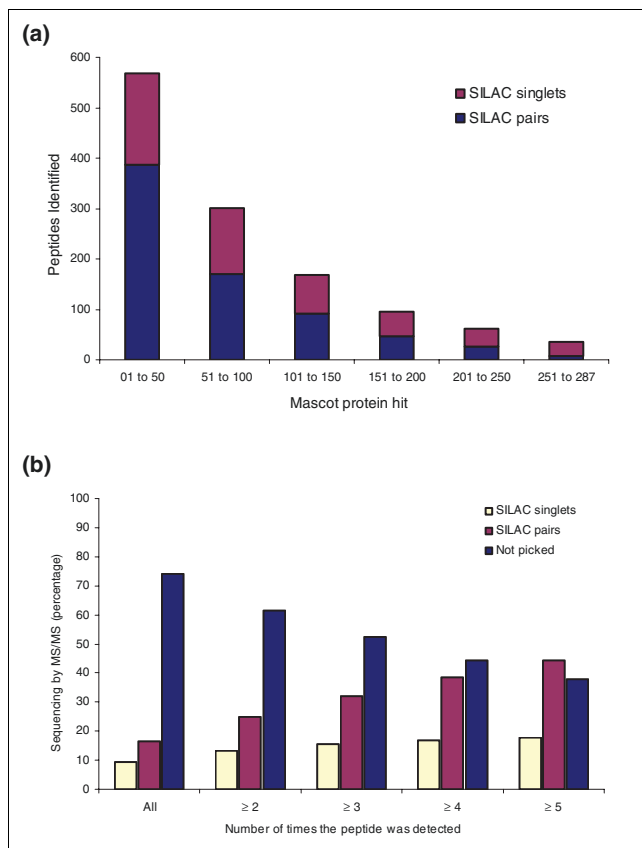 (a)
600
500
400
300
200
100
0
Peptides Identified
SILAC singlets
SILAC pairs
01 to 50 51 to 100 101 to 150 151 to 200 201 to 250 251 to 287
Mascot protein hit
(b)
100
90
80
70
60
50
40
30
20
10
0
Sequencing by MS/MS (percentage)
SILAC singlets
SILAC pairs
Not picked
All ≥ 2 ≥ 3 ≥ 4 ≥ 5
Number of times the peptide was detected